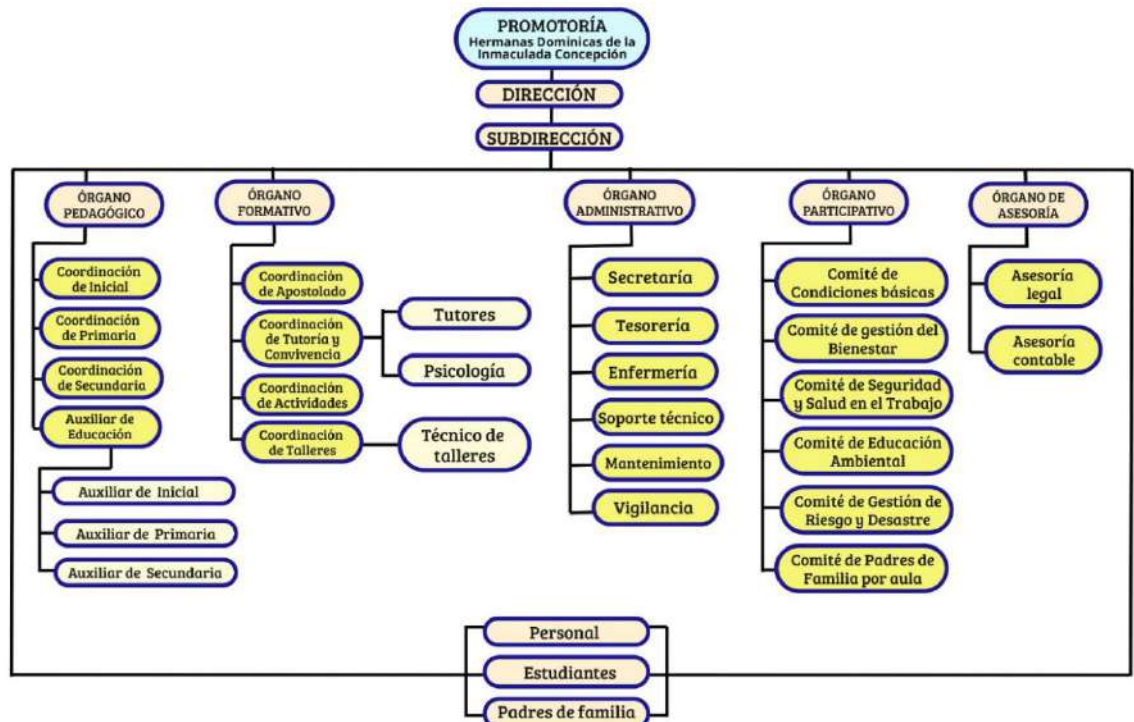 PROMOTORÍA
Hermanas Dominicas de la
Inmaculada Concepción
DIRECCIÓN
SUBDIRECCIÓN
ÓRGANO
PEDAGÓGICO
Coordinación
de Inicial
Coordinación
de Primaria
Coordinación
de Secundaria
Auxiliar de
Educación
Auxiliar de Inicial
Auxiliar de Primaria
Auxiliar de Secundaria
ÓRGANO
FORMATIVO
Coordinación
de Apostolado
Coordinación
de Tutoría y
Convivencia
Tutores
Psicología
Coordinación
de Actividades
Coordinación
de Talleres
Técnico de
talleres
ÓRGANO
ADMINISTRATIVO
Secretaría
Tesorería
Enfermería
Soporte técnico
Mantenimiento
Vigilancia
ÓRGANO
PARTICIPATIVO
Comité de
Condiciones básicas
Comité de gestión del
Bienestar
Comité de Seguridad
y Salud en el Trabajo
Comité de Educación
Ambiental
Comité de Gestión de
Riesgo y Desastre
Comité de Padres de
Familia por aula
ÓRGANO DE
ASESORÍA
Asesoría
legal
Asesoría
contable
Personal
Estudiantes
Padres de familia